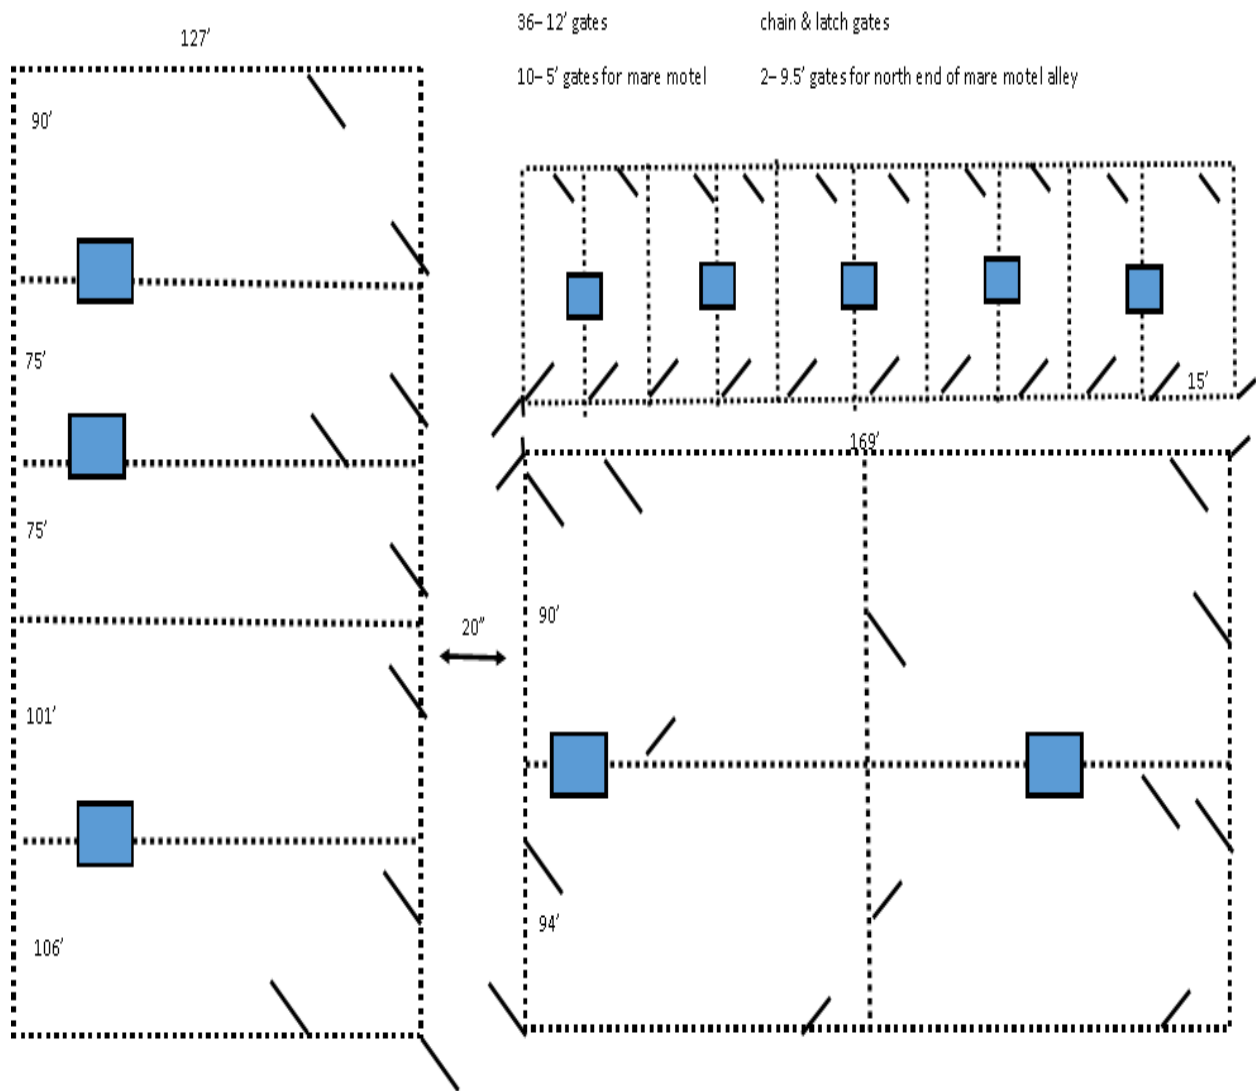 36– 12’ gates
chain & latch gates
10– 5’ gates for mare motel
2– 9.5’ gates for north end of mare motel alley
127’
90’
75’
75’
101’
106’
20”
15’
169’
90’
94’